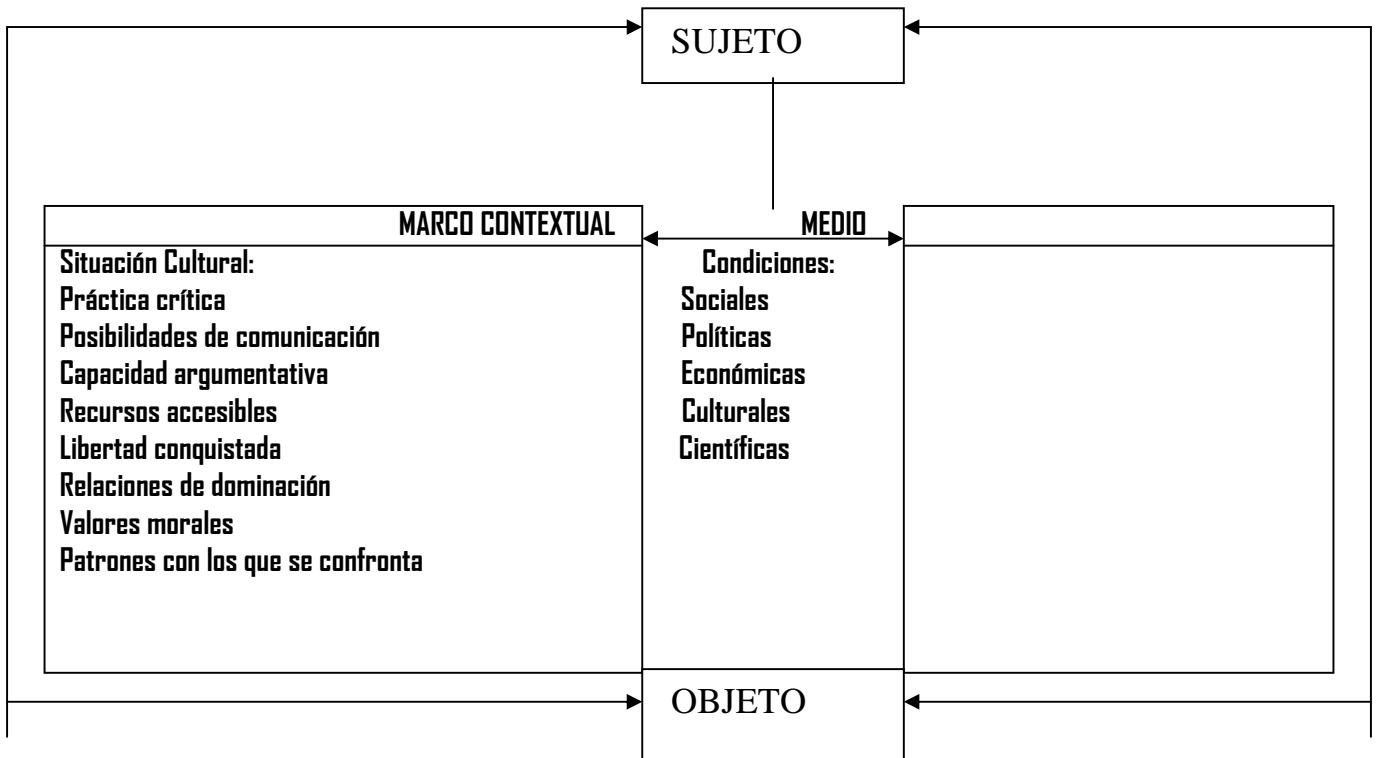 SUJETO
MARCO CONTEXTUAL
Situación Cultural:
Práctica crítica
Posibilidades de comunicación
Capacidad argumentativa
Recursos accesibles
Libertad conquistada
Relaciones de dominación
Valores morales
Patrones con los que se confronta
MEDIO
Condiciones:
Sociales
Políticas
Económicas
Culturales
Científicas
OBJETO